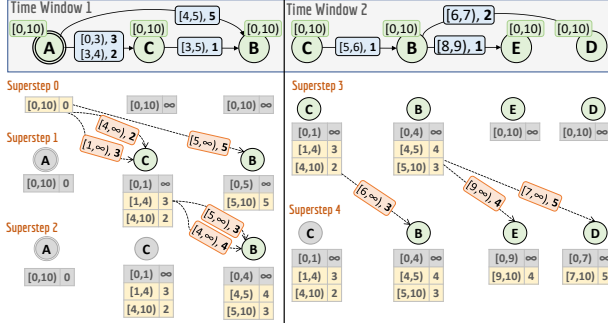 Time Window 1
[4,5), 5
[0,10) [0,10) [0,10)
A [0,3), 3 C [3,5), 1 B
[3,4), 2
Superstep 0
[0,10) 0 [0,10) ∞ [0,10) ∞
[4,∞), 2
[1,∞), 3
[5,∞), 5
Superstep 1
A C B
[0,10) 0
[0,1) ∞ [0,5) ∞
[1,4) 3 [5,10) 5
[4,10) 2
[5,∞), 3
[4,∞), 4
Superstep 2
A C B
[0,10) 0
[0,1) ∞ [0,4) ∞
[1,4) 3 [4,5) 4
[4,10) 2 [5,10) 3
Time Window 2
[6,7), 2
[0,10) [0,10) [0,10) [0,10)
C [5,6), 1 B [8,9), 1 E D
Superstep 3
C B E D
[0,1) ∞ [0,4) ∞ [0,10) ∞ [0,10) ∞
[1,4) 3 [4,5) 4
[4,10) 2 [5,10) 3
[6,∞), 3 [9,∞), 4 [7,∞), 5
Superstep 4
C B E D
[0,1) ∞ [0,4) ∞ [0,9) ∞ [0,7) ∞
[1,4) 3 [4,5) 4 [9,10) 4 [7,10) 5
[4,10) 2 [5,10) 3